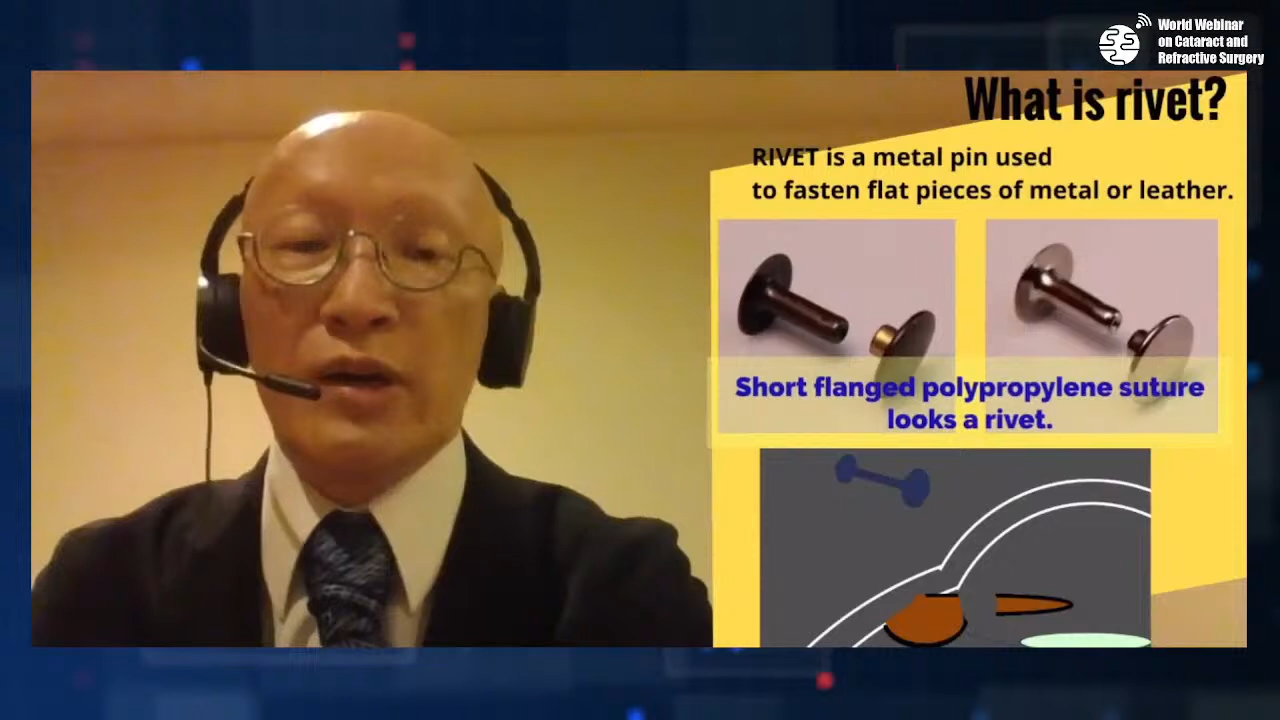 World Webinar
on Cataract and
Refractive Surgery
What is rivet?
RIVET is a metal pin used
to fasten flat pieces of metal or leather.
Short flanged polypropylene suture
looks a rivet.